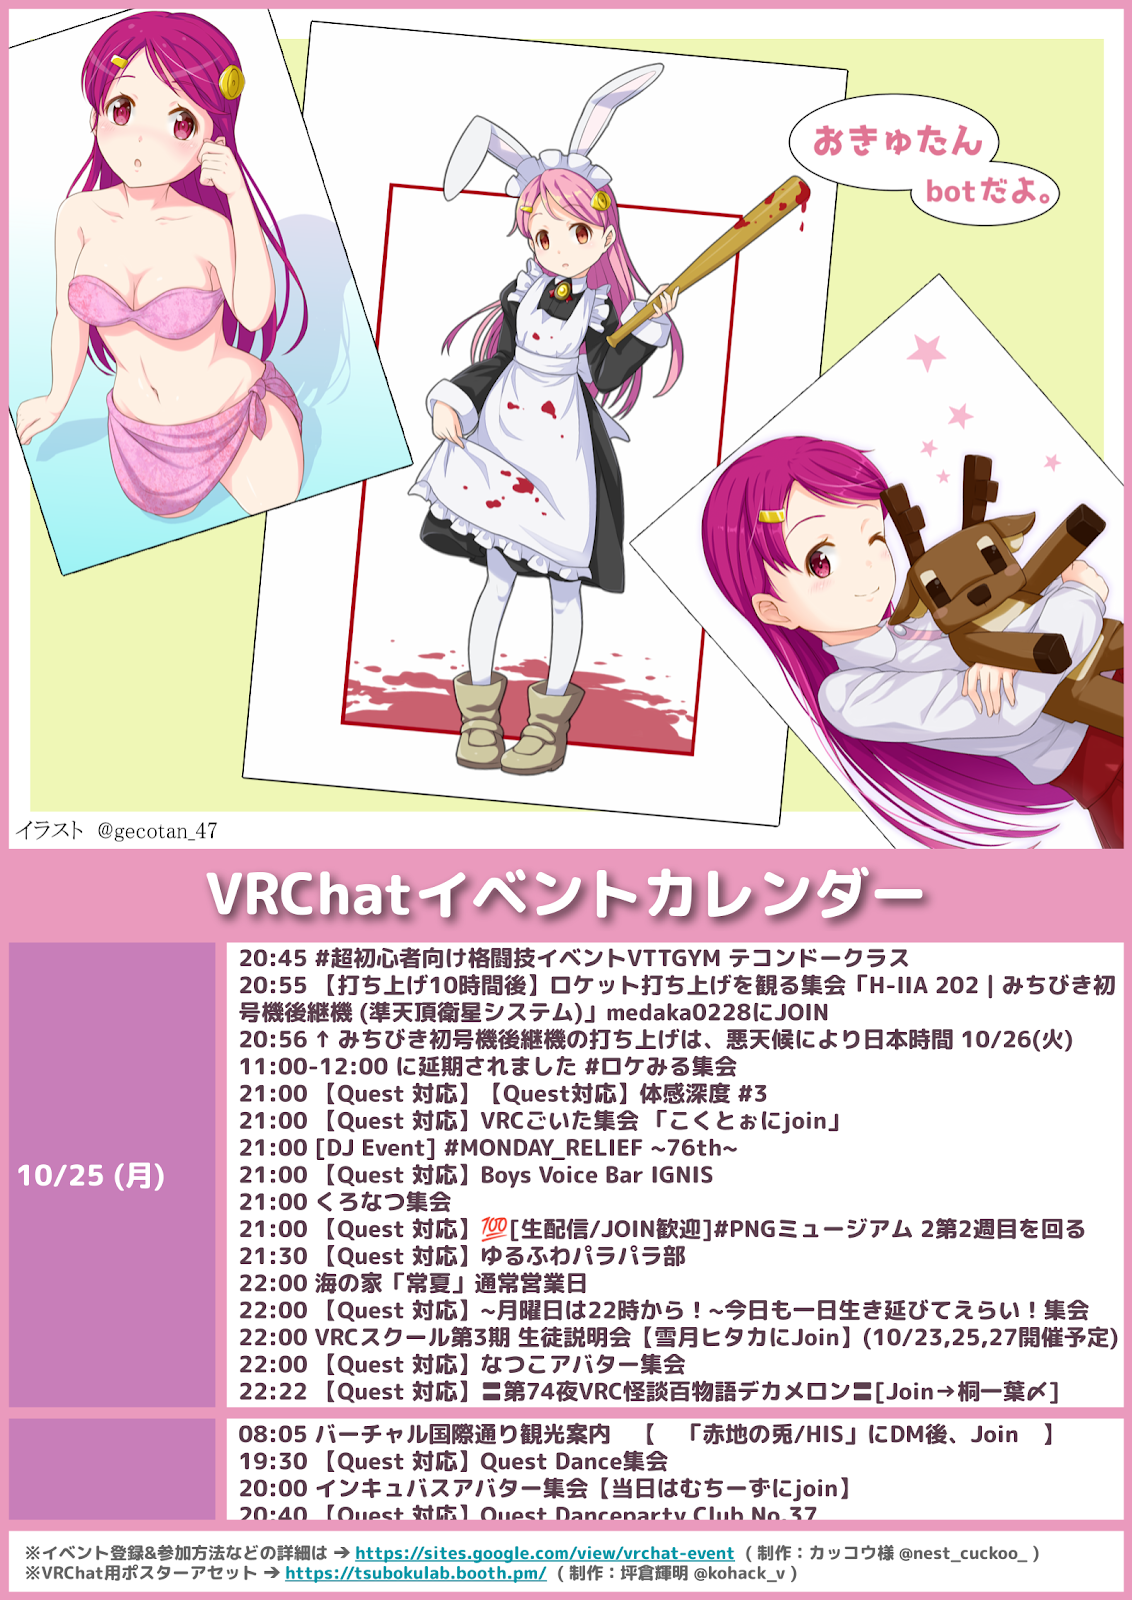 おきゅたん
botだよ。
イラスト @gecotan_47
VRChatイベントカレンダー
10/25 (月)
20:45 #超初心者向け格闘技イベントVTTGYM テコンドークラス
20:55 【打ち上げ10時間後】ロケット打ち上げを観る集会「H-IIA 202 | みちびき初
号機後継機 (準天頂衛星システム)」medaka0228にJOIN
20:56 ↑ みちびき初号機後継機の打ち上げは、悪天候により日本時間 10/26(火)
11:00-12:00 に延期されました #ロケみる集会
21:00 【Quest 対応】【Quest対応】体感深度 #3
21:00 【Quest 対応】VRCごいた集会 「こくとぉにjoin」
21:00 [DJ Event] #MONDAY_RELIEF ~76th~
21:00 【Quest 対応】Boys Voice Bar IGNIS
21:00 くろなつ集会
21:00 【Quest 対応】💯[生配信/JOIN歓迎]#PNGミュージアム 2第2週目を回る
21:30 【Quest 対応】ゆるふわパラパラ部
22:00 海の家「常夏」通常営業日
22:00 【Quest 対応】~月曜日は22時から！~今日も一日生き延びてえらい！集会
22:00 VRCスクール第3期 生徒説明会【雪月ヒタカにJoin】(10/23,25,27開催予定)
22:00 【Quest 対応】なつこアバター集会
22:22 【Quest 対応】〓第74夜VRC怪談百物語デカメロン〓[Join→桐一葉〆]
08:05 バーチャル国際通り観光案内 【 「赤地の兎/HIS」にDM後、Join 】
19:30 【Quest 対応】Quest Dance集会
20:00 インキュバスアバター集会【当日はむちーずにjoin】
20:40 【Quest 対応】Quest Danceparty Club No.37
※イベント登録&参加方法などの詳細は → https://sites.google.com/view/vrchat-event ( 制作：カッコウ様 @nest_cuckoo_ )
※VRChat用ポスターアセット → https://tsubokulab.booth.pm/ ( 制作：坪倉輝明 @kohack_v )